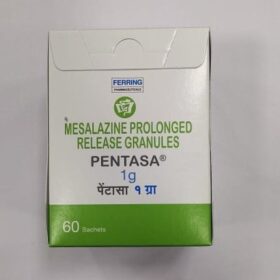 FERRING
PHARMACEUTICALS
MESALAZINE PROLONGED
RELEASE GRANULES
PENTASA®
1g
पेंटासा १ ग्रा
60 Sachets